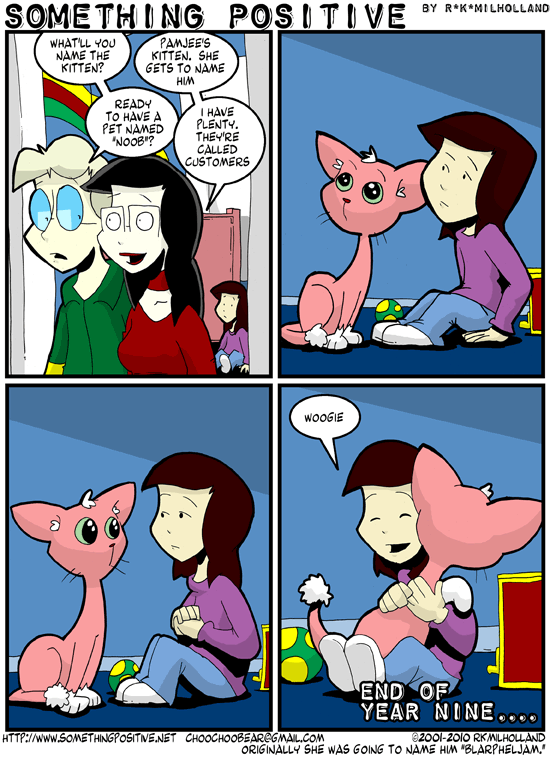 SOMETHING POSITIVE BY R*K*MILHOLLAND
WHAT'LL YOU
NAME THE
KITTEN?
PAMJEE'S
KITTEN. SHE
GETS TO NAME
HIM
READY
TO HAVE A
PET NAMED
"NOOB"?
I HAVE
PLENTY.
THEY'RE
CALLED
CUSTOMERS
WOOGIE
END OF
YEAR NINE....
HTTP://WWW.SOMETHINGPOSITIVE.NET CHOOCHOOBEAR@GMAIL.COM ©2001-2010 RKMILHOLLAND
ORIGINALLY SHE WAS GOING TO NAME HIM "BLARPHELJAM."